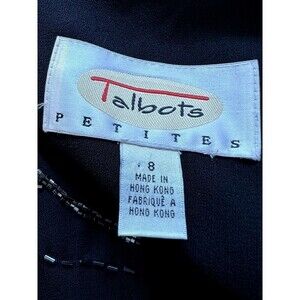 Talbots
PETITES
8
MADE IN
HONG KONG
FABRIQUÉ À
HONG KONG